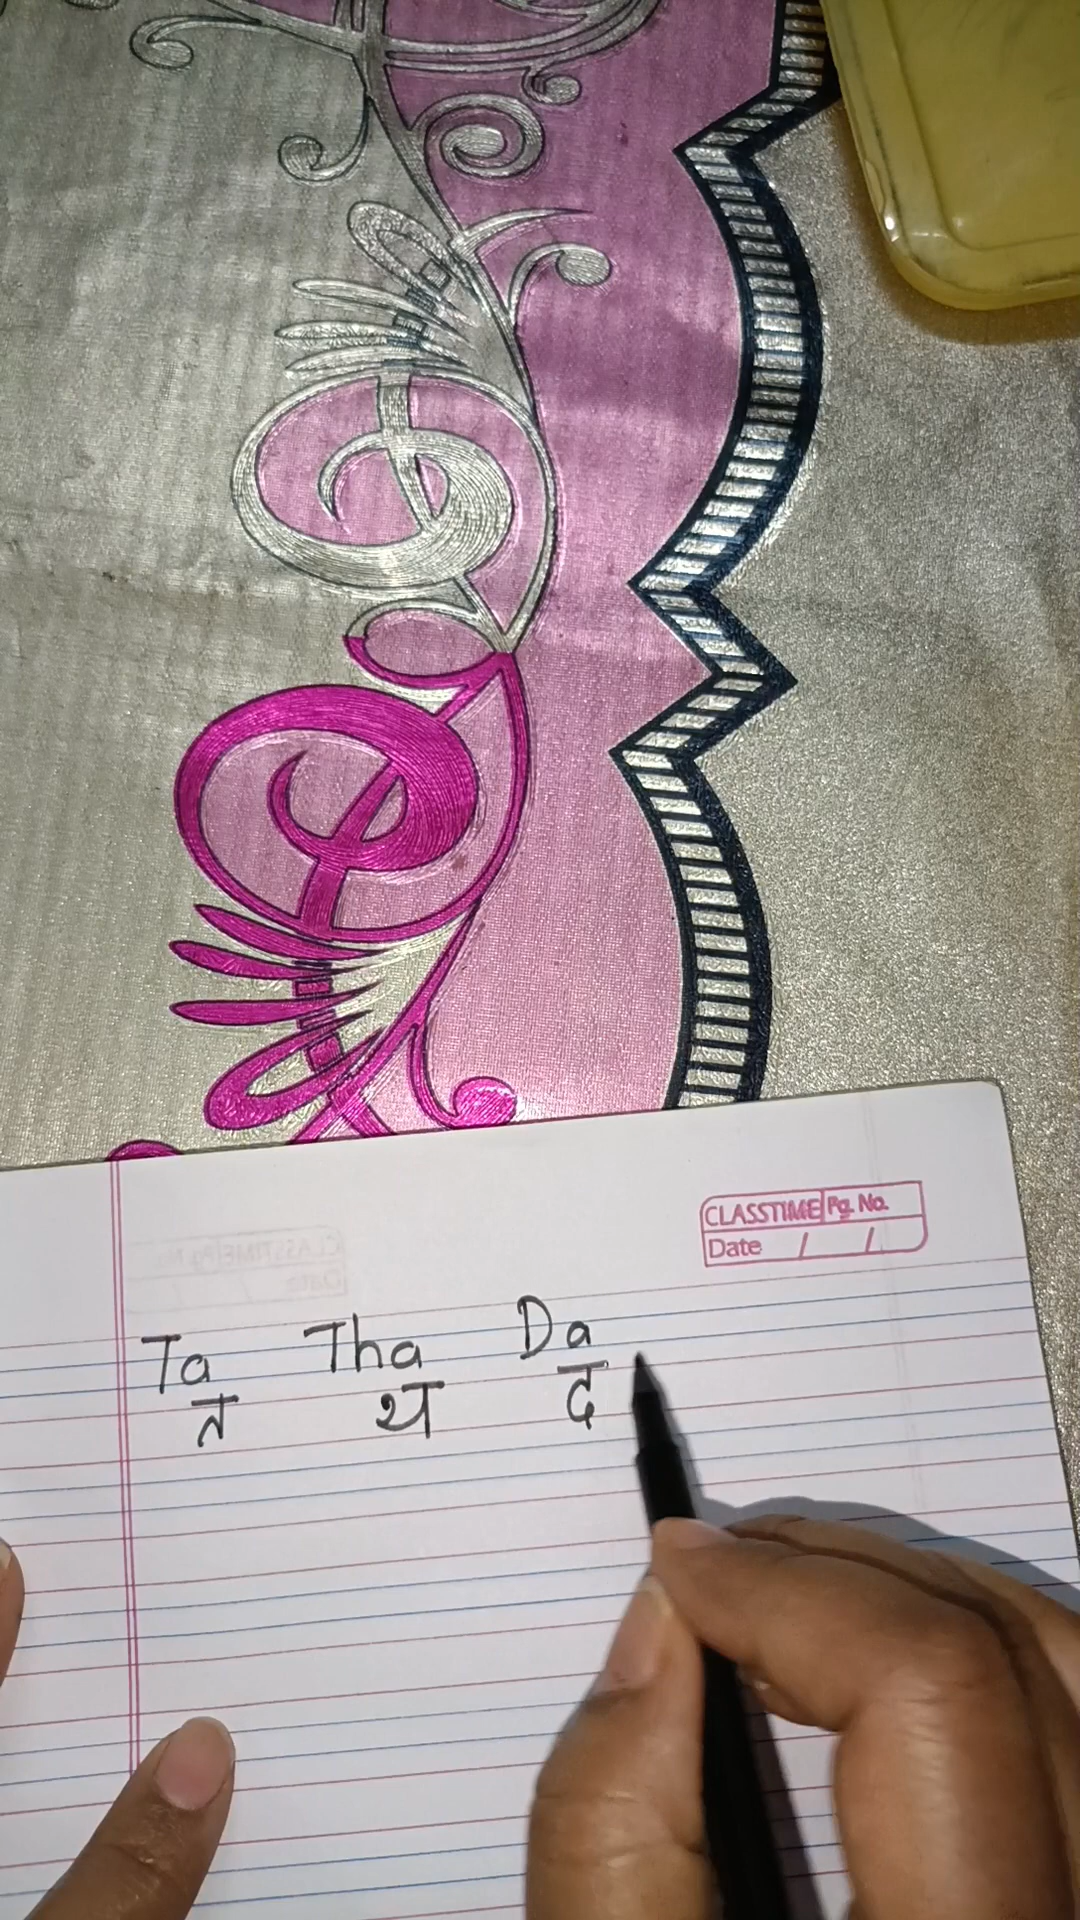 CLASSTIME Pg. No.
Date / /
Ta Tha Da
त थ द